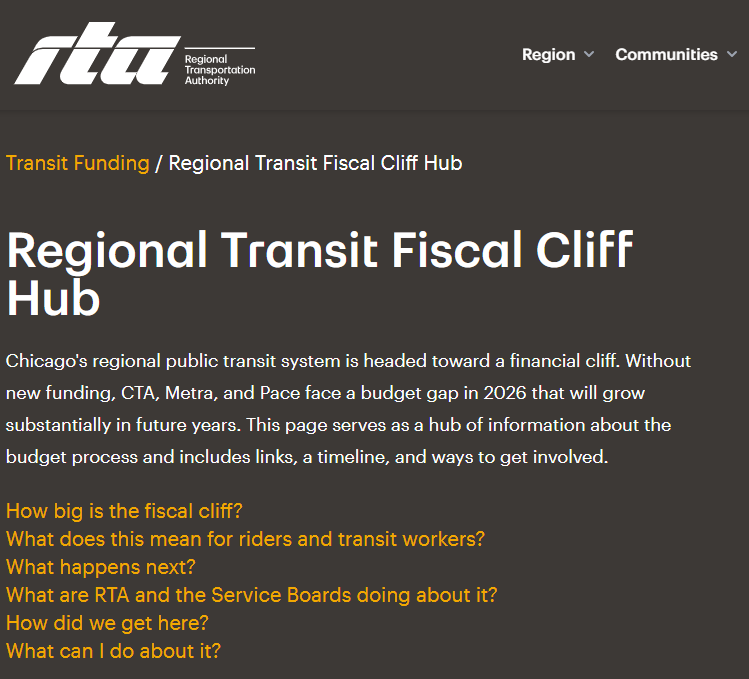 rta
Regional
Transportation
Authority
Region
Communities
Transit Funding / Regional Transit Fiscal Cliff Hub
Regional Transit Fiscal Cliff
Hub
Chicago's regional public transit system is headed toward a financial cliff. Without
new funding, CTA, Metra, and Pace face a budget gap in 2026 that will grow
substantially in future years. This page serves as a hub of information about the
budget process and includes links, a timeline, and ways to get involved.
How big is the fiscal cliff?
What does this mean for riders and transit workers?
What happens next?
What are RTA and the Service Boards doing about it?
How did we get here?
What can I do about it?